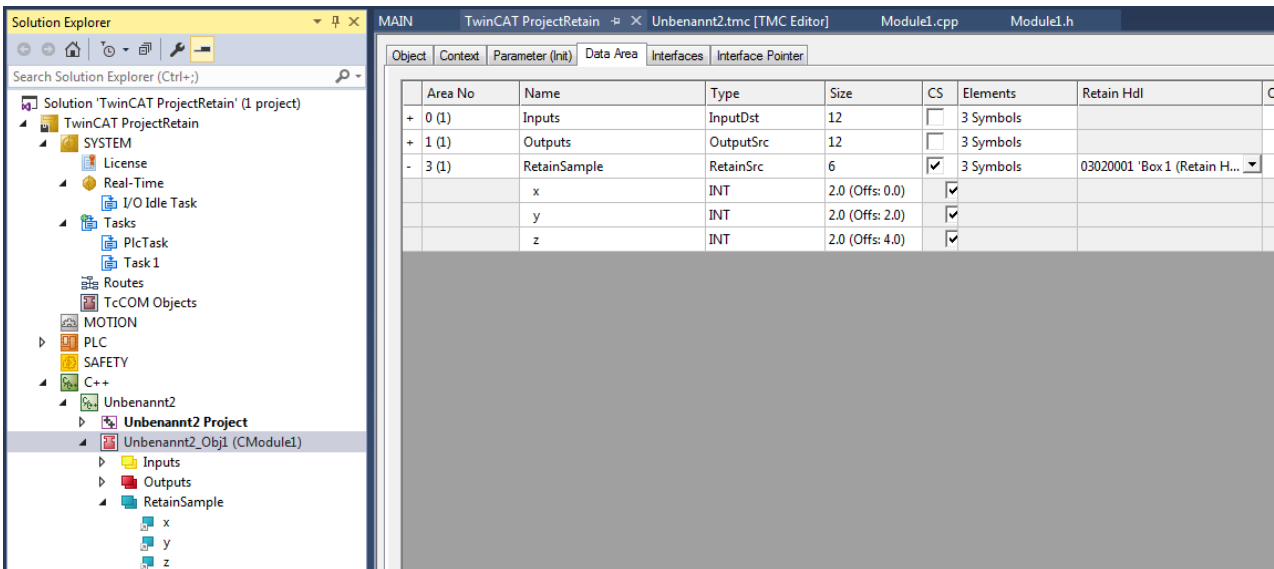 Solution Explorer
Search Solution Explorer (Ctrl+;)
Solution 'TwinCAT ProjectRetain' (1 project)
TwinCAT ProjectRetain
SYSTEM
License
Real-Time
I/O Idle Task
Tasks
PlcTask
Task 1
Routes
TcCOM Objects
MOTION
PLC
SAFETY
C++
Unbenannt2
Unbenannt2 Project
Unbenannt2_Obj1 (CModule1)
Inputs
Outputs
RetainSample
x
y
z
MAIN TwinCAT ProjectRetain Unbenannt2.tmc [TMC Editor] Module1.cpp Module1.h
Object Context Parameter (Init) Data Area Interfaces Interface Pointer
Area No Name Type Size CS Elements Retain Hdl C
+ 0 (1) Inputs InputDst 12 3 Symbols
+ 1 (1) Outputs OutputSrc 12 3 Symbols
- 3 (1) RetainSample RetainSrc 6 3 Symbols 03020001 'Box 1 (Retain H...
x INT 2.0 (Offs: 0.0)
y INT 2.0 (Offs: 2.0)
z INT 2.0 (Offs: 4.0)